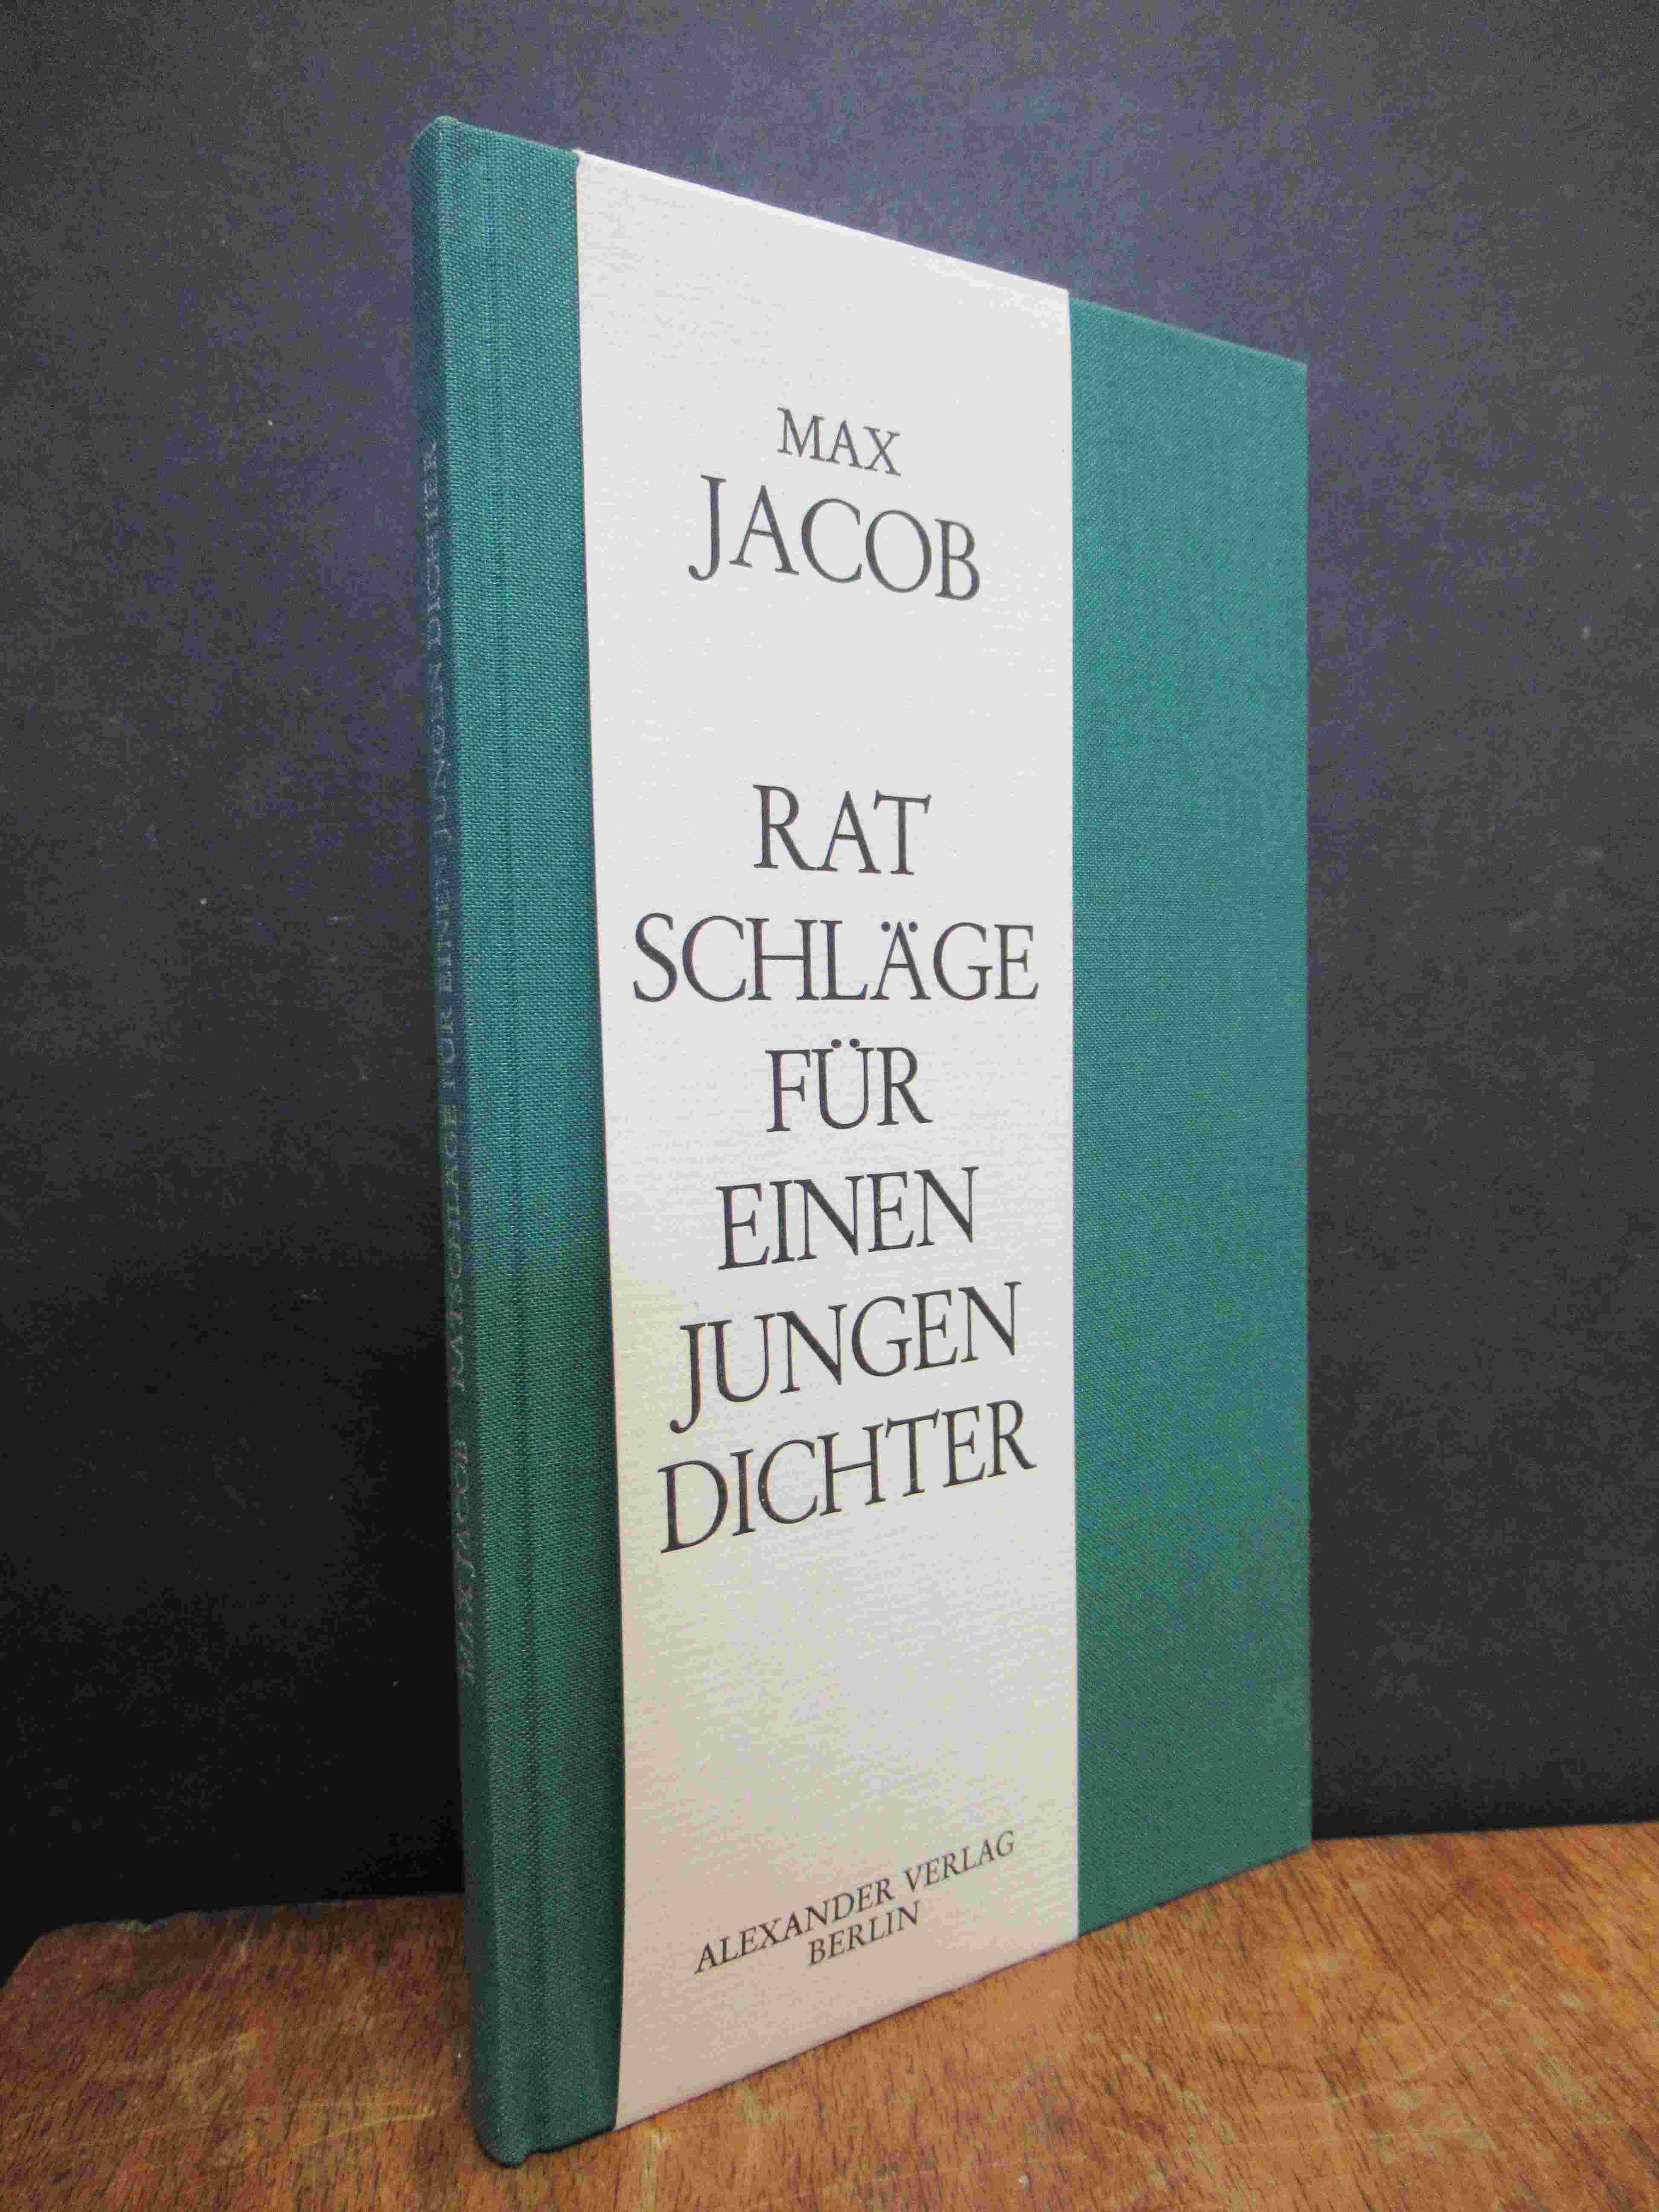 MAX
JACOB
RAT
SCHLÄGE
FÜR
EINEN
JUNGEN
DICHTER
ALEXANDER VERLAG
BERLIN
MAX JACOB RATSCHLÄGE FÜR EINEN JUNGEN DICHTER